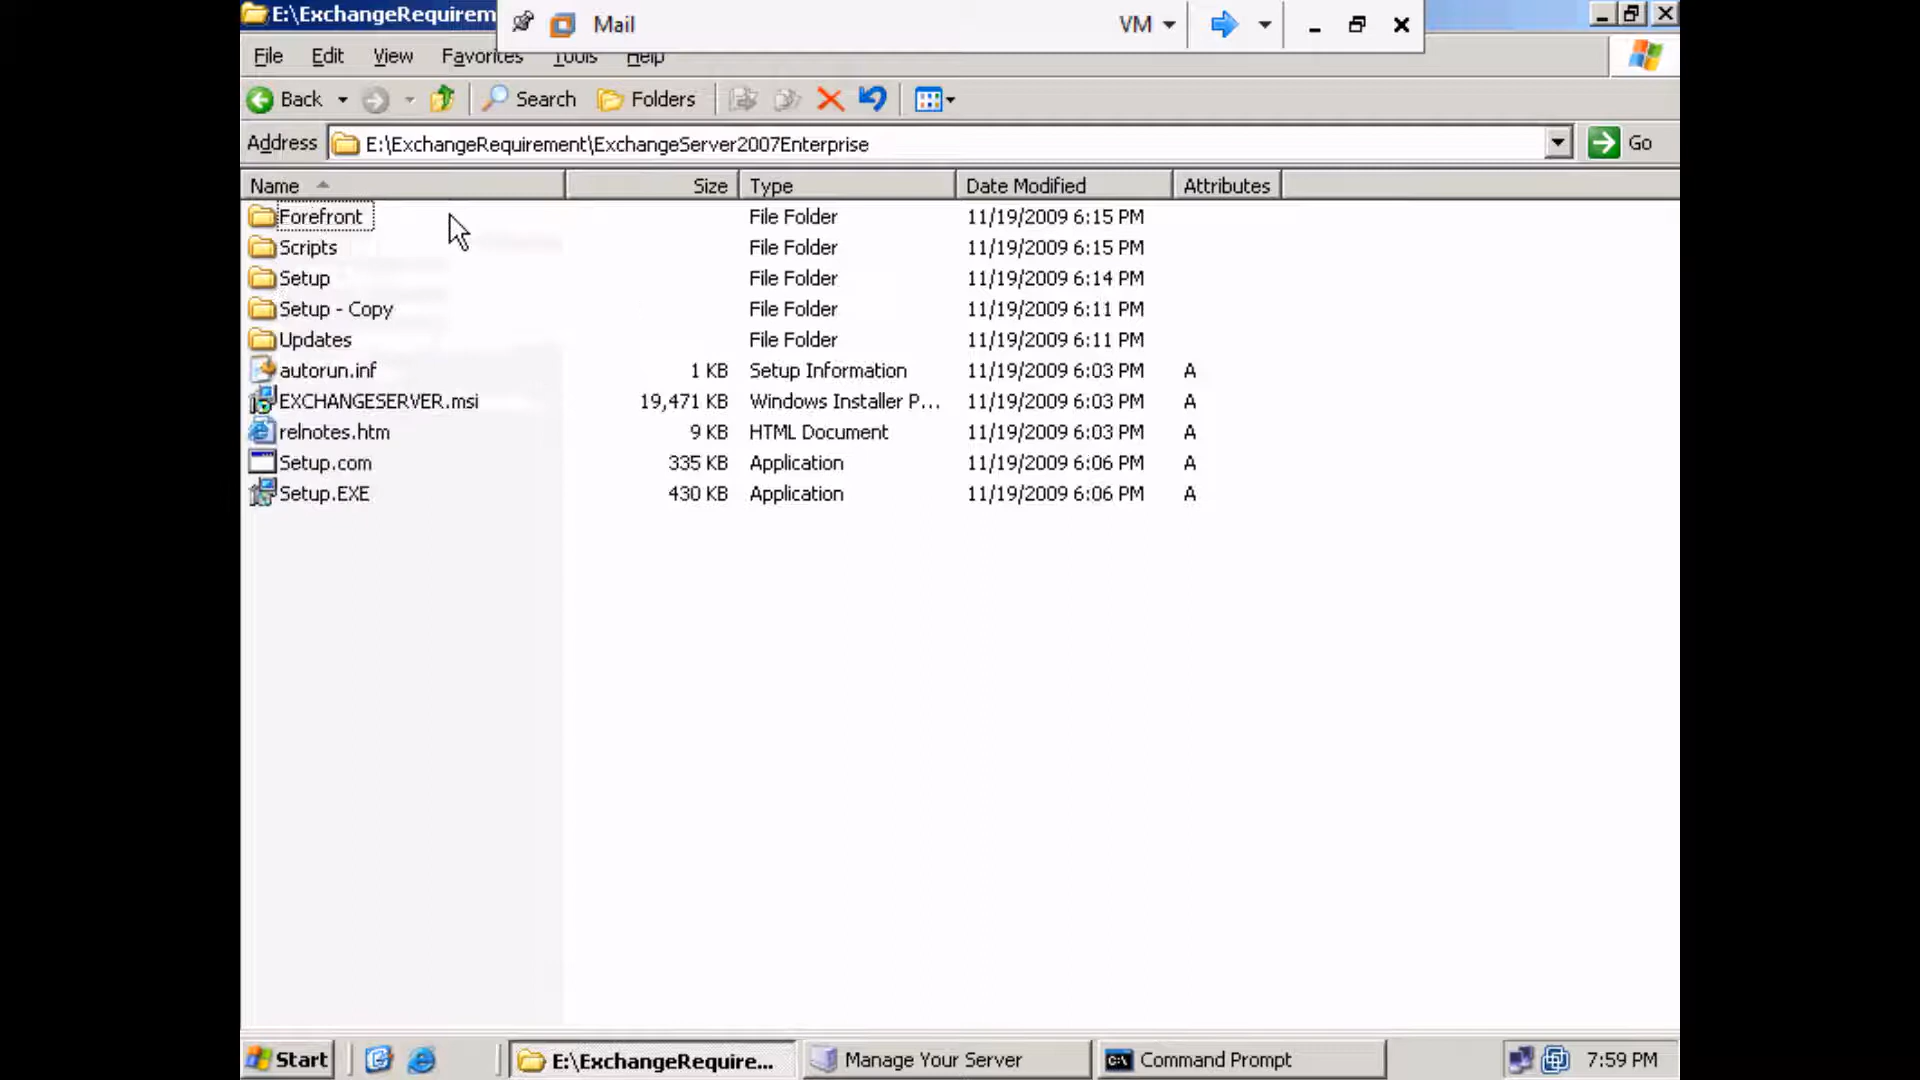 E:\ExchangeRequirem
Mail
VM
File Edit View Favorites Tools Help
Back Search Folders
Address E:\ExchangeRequirement\ExchangeServer2007Enterprise Go
Name Size Type Date Modified Attributes
Forefront File Folder 11/19/2009 6:15 PM
Scripts File Folder 11/19/2009 6:15 PM
Setup File Folder 11/19/2009 6:14 PM
Setup - Copy File Folder 11/19/2009 6:11 PM
Updates File Folder 11/19/2009 6:11 PM
autorun.inf 1 KB Setup Information 11/19/2009 6:03 PM A
EXCHANGESERVER.msi 19,471 KB Windows Installer P... 11/19/2009 6:03 PM A
relnotes.htm 9 KB HTML Document 11/19/2009 6:03 PM A
Setup.com 335 KB Application 11/19/2009 6:06 PM A
Setup.EXE 430 KB Application 11/19/2009 6:06 PM A
Start E:\ExchangeRequire... Manage Your Server C:\ Command Prompt 7:59 PM